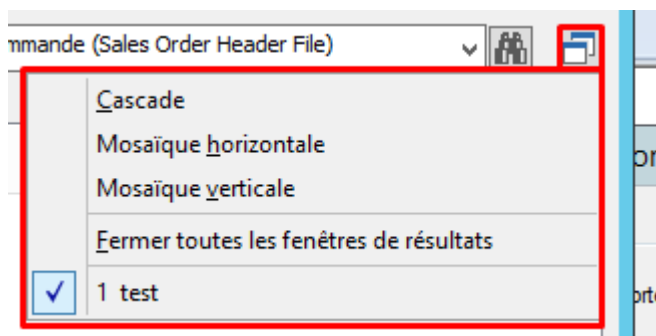 mmande (Sales Order Header File)
Cascade
Mosaïque horizontale
Mosaïque verticale
Fermer toutes les fenêtres de résultats
1 test